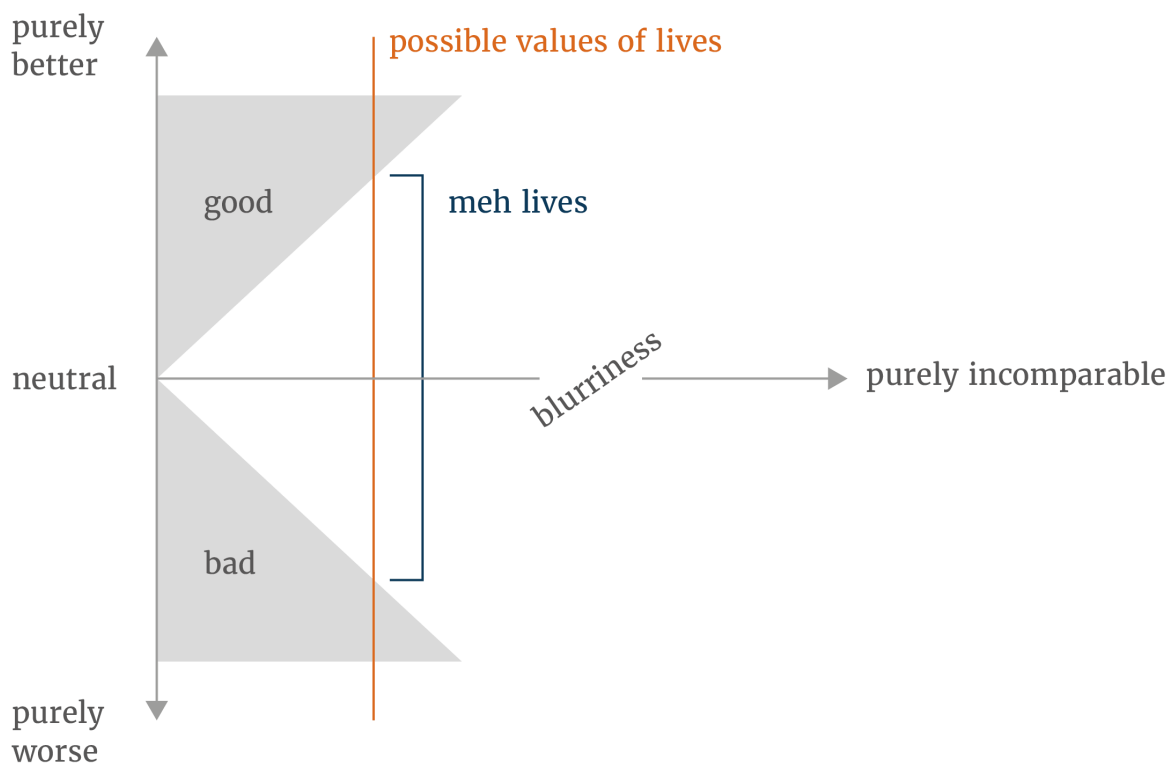 purely
better
possible values of lives
good
meh lives
blurriness
neutral
purely incomparable
bad
purely
worse